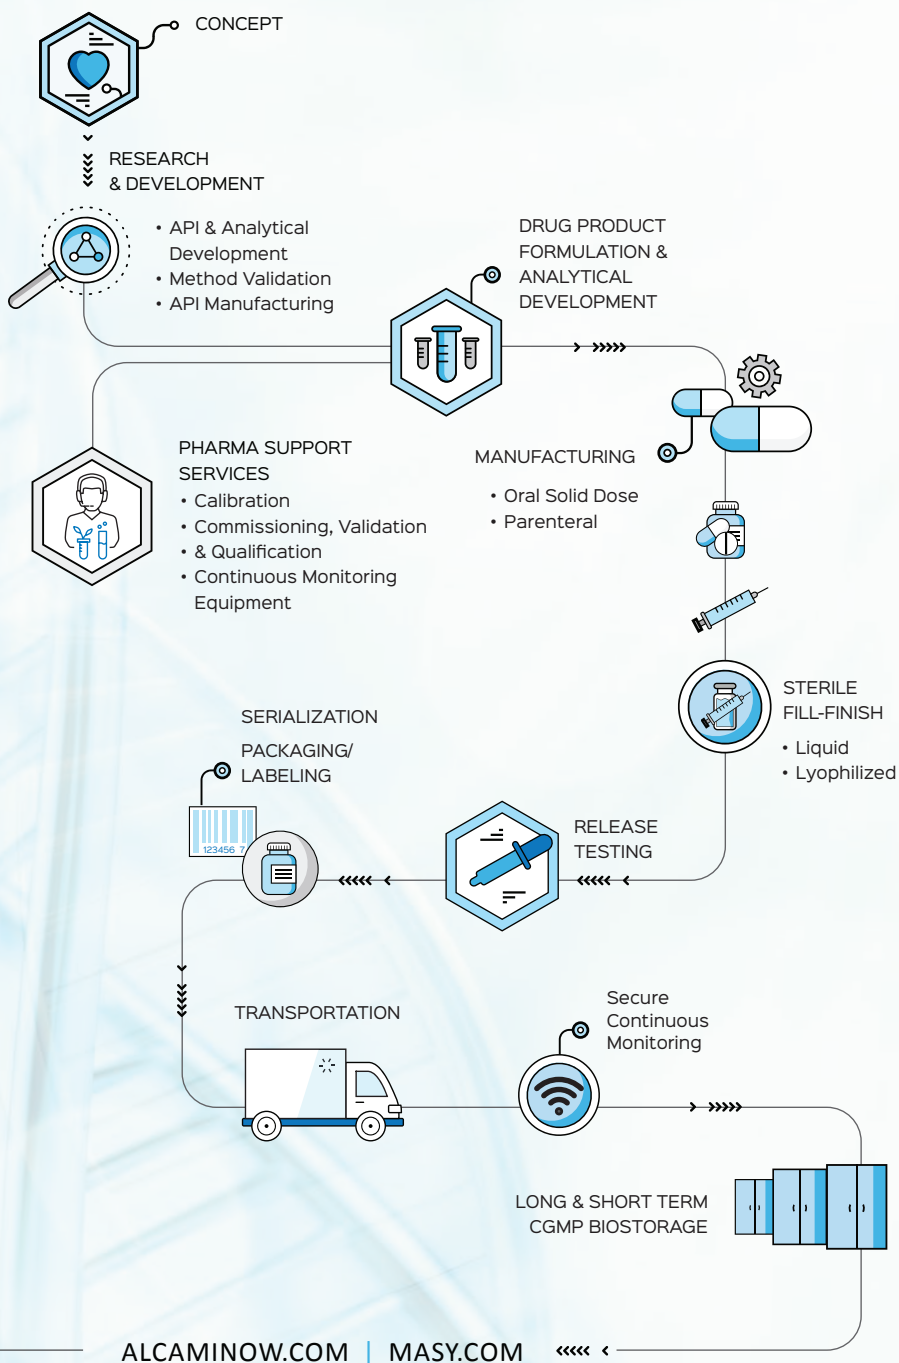 CONCEPT
RESEARCH
& DEVELOPMENT
• API & Analytical
Development
• Method Validation
• API Manufacturing
DRUG PRODUCT
FORMULATION &
ANALYTICAL
DEVELOPMENT
PHARMA SUPPORT
SERVICES
• Calibration
• Commissioning, Validation
• & Qualification
• Continuous Monitoring
Equipment
MANUFACTURING
• Oral Solid Dose
• Parenteral
STERILE
FILL-FINISH
• Liquid
• Lyophilized
RELEASE
TESTING
SERIALIZATION
PACKAGING/
LABELING
123456 7
TRANSPORTATION
Secure
Continuous
Monitoring
LONG & SHORT TERM
CGMP BIOSTORAGE
ALCAMINOW.COM | MASY.COM